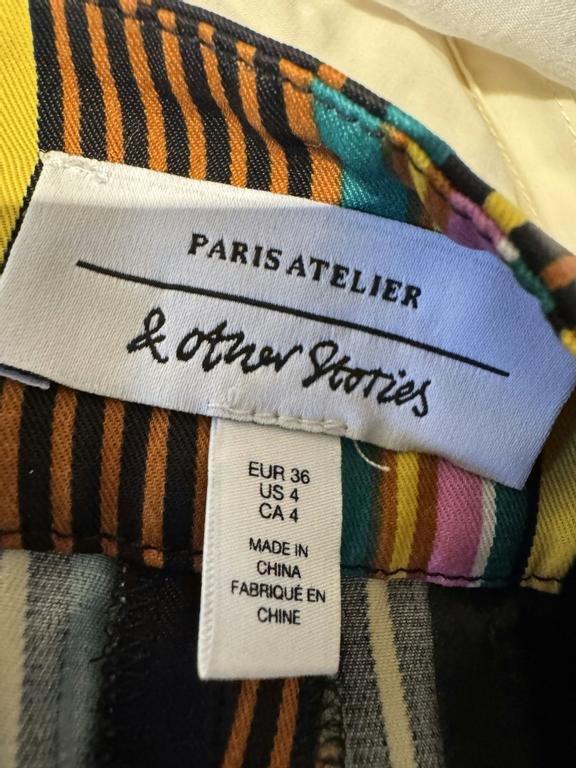 PARIS ATELIER
& other Stories
EUR 36
US 4
CA 4
MADE IN
CHINA
FABRIQUÉ EN
CHINE